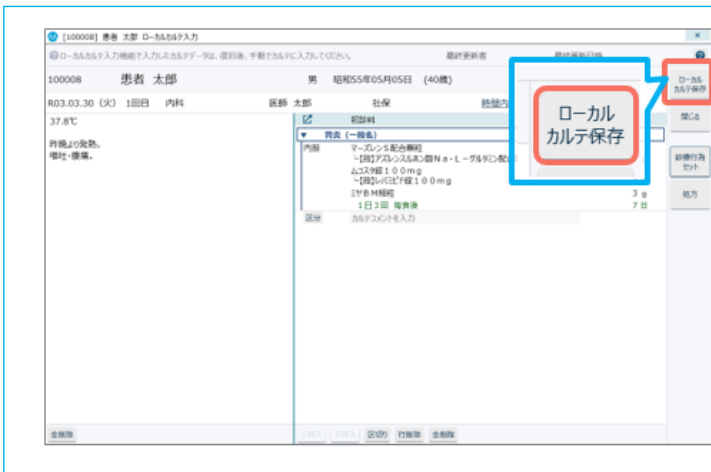 [100008] 患者 太郎 ローカルカルテ入力
ローカルカルテ入力機能で入力したカルテデータは、復旧後、手動でカルテに入力してください。 最終更新者 最終更新日時
100008 患者 太郎 男 昭和55年05月05日 (40歳)
R03.03.30 (火) 1回目 内科 医師 太郎 社保 時間内
37.8℃
昨晩より発熱。
嘔吐・腹痛。
初診料
▼ 胃炎 (一般名)
内服 マーズレンS配合顆粒
└[般]アズレンスルホン酸Na・L-グルタミン配
ムコスタ錠100mg
└[般]レバミピド錠100mg
ミヤBM細粒 3 g
1日3回 毎食後 7 日
区分 カルテコメントを入力
ローカル
カルテ保存
ローカル
カルテ保存
閉じる
診療行為
セット
処方
全削除
上挿入 下挿入 区切り 行削除 全削除